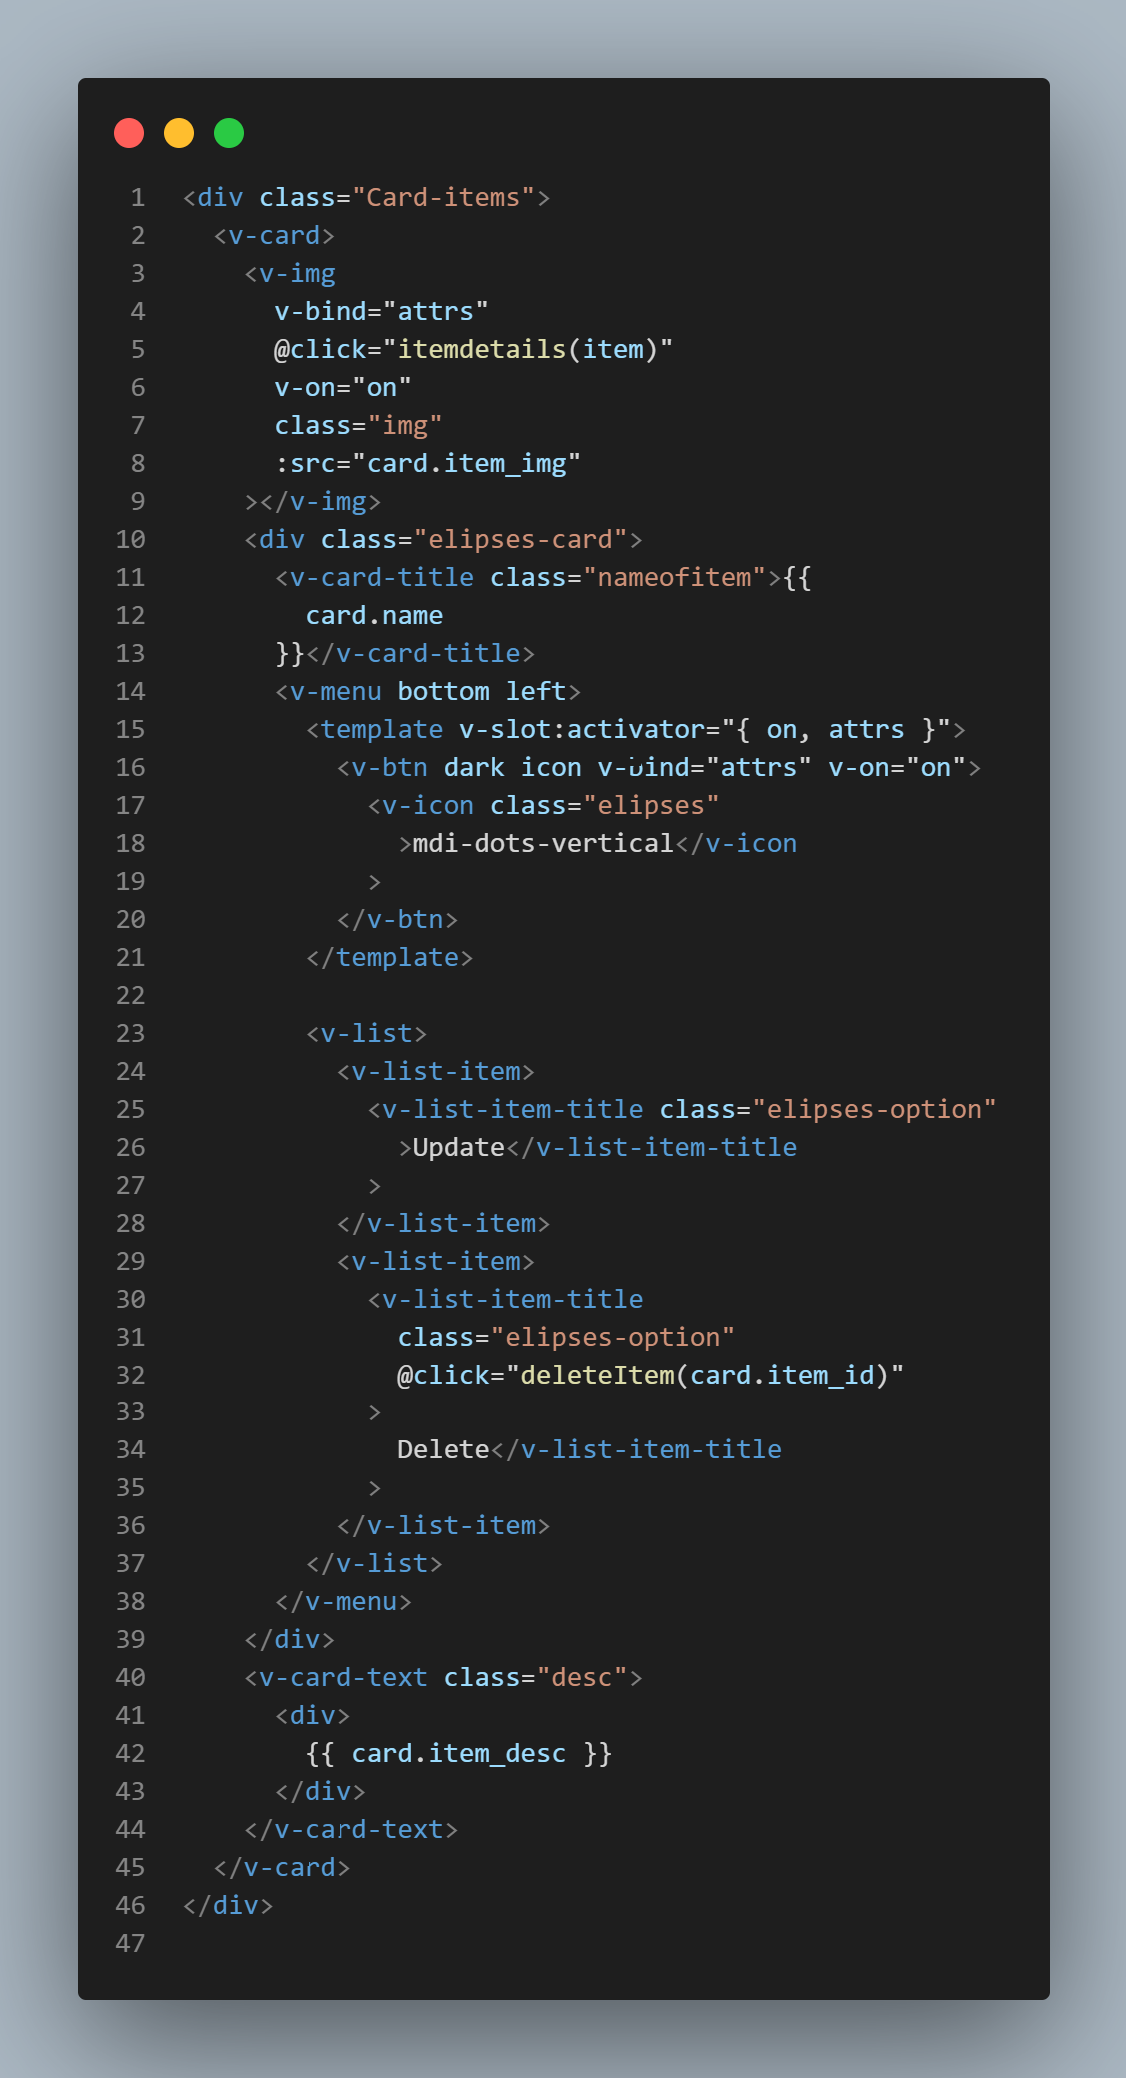 1 <div class="Card-items">
2   <v-card>
3     <v-img
4       v-bind="attrs"
5       @click="itemdetails(item)"
6       v-on="on"
7       class="img"
8       :src="card.item_img"
9     ></v-img>
10     <div class="elipses-card">
11       <v-card-title class="nameofitem">{{
12         card.name
13       }}</v-card-title>
14       <v-menu bottom left>
15         <template v-slot:activator="{ on, attrs }">
16           <v-btn dark icon v-bind="attrs" v-on="on">
17             <v-icon class="elipses"
18               >mdi-dots-vertical</v-icon
19             >
20           </v-btn>
21         </template>
22
23         <v-list>
24           <v-list-item>
25             <v-list-item-title class="elipses-option"
26               >Update</v-list-item-title
27             >
28           </v-list-item>
29           <v-list-item>
30             <v-list-item-title
31               class="elipses-option"
32               @click="deleteItem(card.item_id)"
33             >
34               Delete</v-list-item-title
35             >
36           </v-list-item>
37         </v-list>
38       </v-menu>
39     </div>
40     <v-card-text class="desc">
41       <div>
42         {{ card.item_desc }}
43       </div>
44     </v-card-text>
45   </v-card>
46 </div>
47